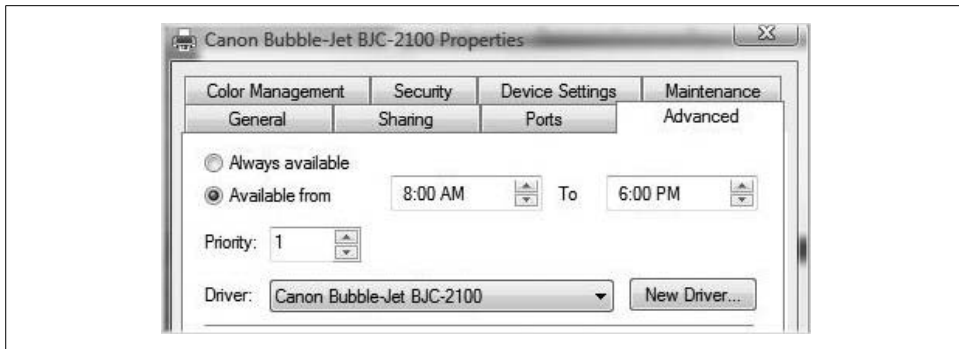 Canon Bubble-Jet BJC-2100 Properties
Color Management Security Device Settings Maintenance
General Sharing Ports Advanced
Always available
Available from 8:00 AM To 6:00 PM
Priority: 1
Driver: Canon Bubble-Jet BJC-2100 New Driver...